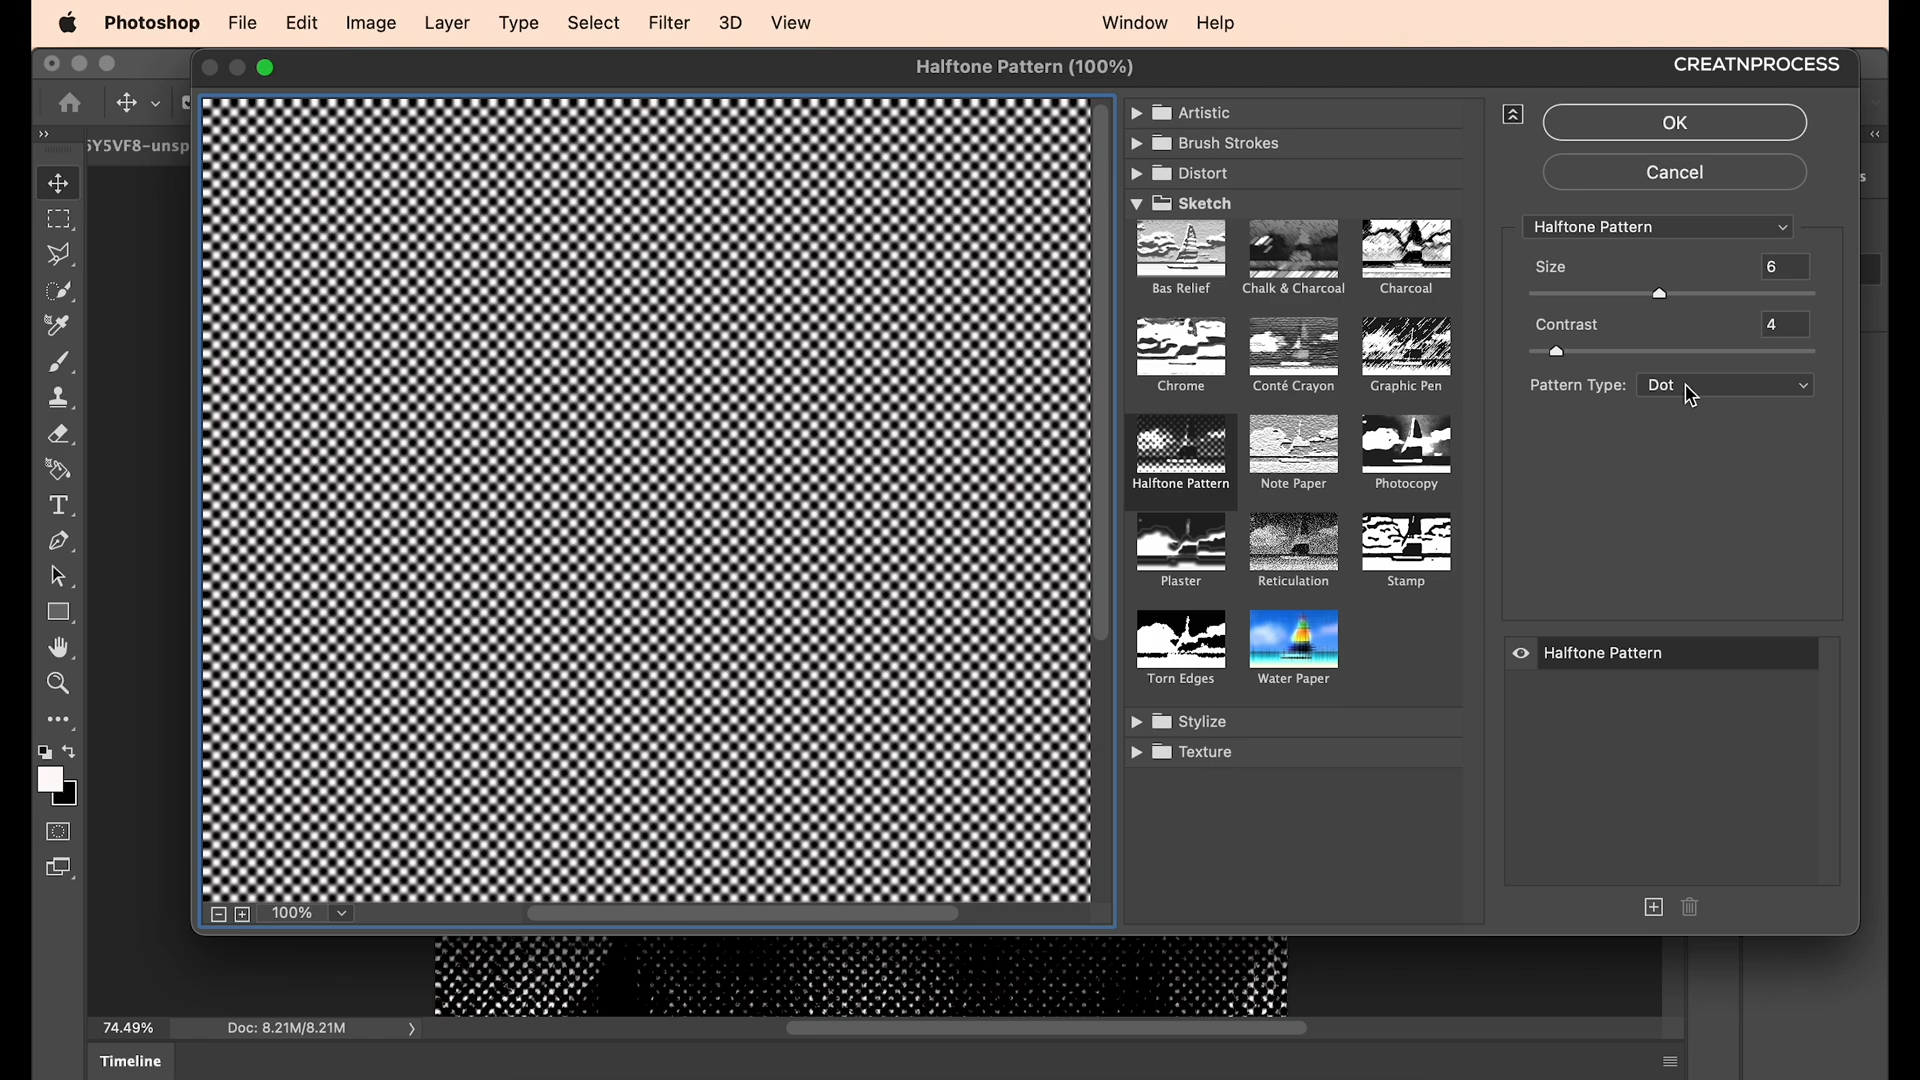 Photoshop File Edit Image Layer Type Select Filter 3D View Window Help
Halftone Pattern (100%)
CREATNPROCESS
5Y5VF8-unsp
Artistic
Brush Strokes
Distort
Sketch
Bas Relief Chalk & Charcoal Charcoal
Chrome Conté Crayon Graphic Pen
Halftone Pattern Note Paper Photocopy
Plaster Reticulation Stamp
Torn Edges Water Paper
Stylize
Texture
OK
Cancel
Halftone Pattern
Size 6
Contrast 4
Pattern Type: Dot
Halftone Pattern
100%
74.49% Doc: 8.21M/8.21M
Timeline